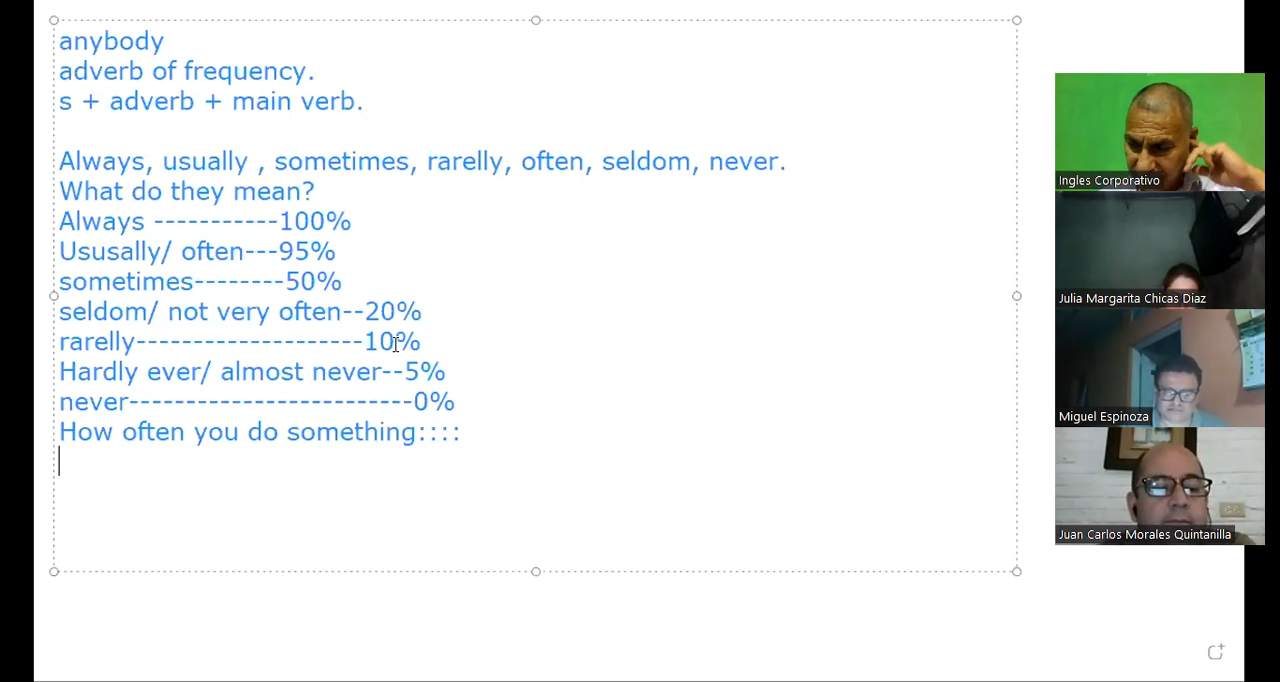 anybody
adverb of frequency.
s + adverb + main verb.
Always, usually , sometimes, rarelly, often, seldom, never.
What do they mean?
Always -----------100%
Ususally/ often---95%
sometimes--------50%
seldom/ not very often--20%
rarelly--------------------10%
Hardly ever/ almost never--5%
never-------------------------0%
How often you do something::::
Ingles Corporativo
Julia Margarita Chicas Diaz
Miguel Espinoza
Juan Carlos Morales Quintanilla